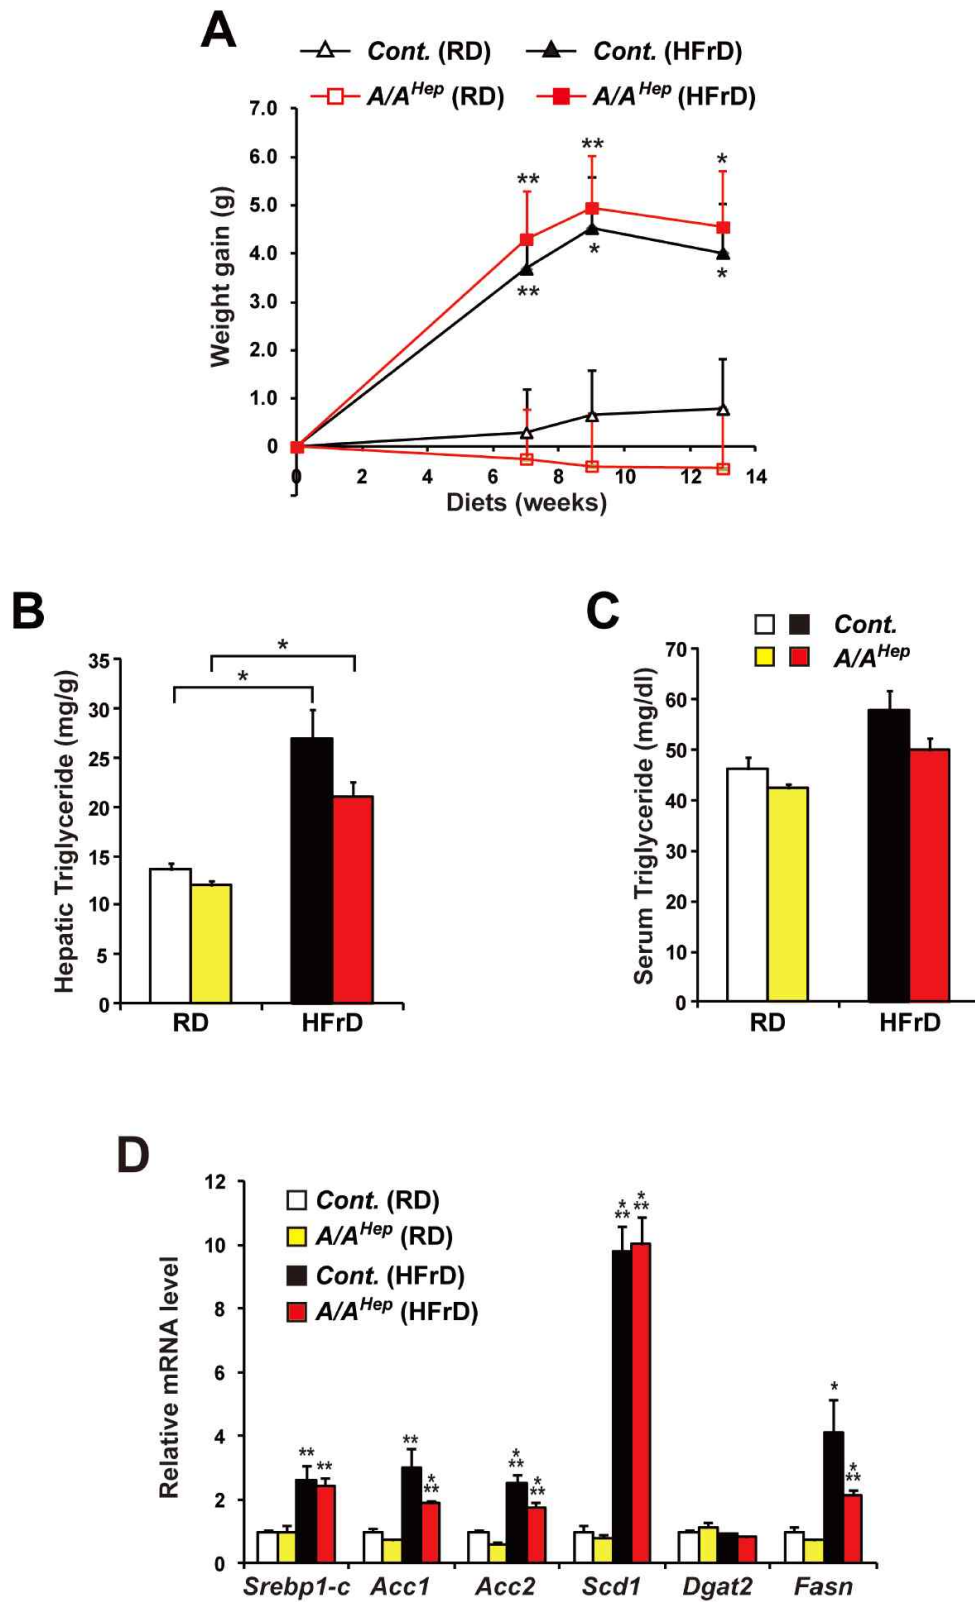 A
Cont. (RD) Cont. (HFrD)
A/A^Hep (RD) A/A^Hep (HFrD)
7.0
6.0
5.0
4.0
3.0
2.0
1.0
0
Weight gain (g)
** ** *
** * *
0 2 4 6 8 10 12 14
Diets (weeks)
B
*
*
35
30
25
20
15
10
5
0
Hepatic Triglyceride (mg/g)
RD HFrD
C
Cont.
A/A^Hep
70
60
50
40
30
20
10
0
Serum Triglyceride (mg/dl)
RD HFrD
D
Cont. (RD)
A/A^Hep (RD)
Cont. (HFrD)
A/A^Hep (HFrD)
12
10
8
6
4
2
0
Relative mRNA level
** **
** * **
* ** * **
* ** * **
* * **
Srebp1-c Acc1 Acc2 Scd1 Dgat2 Fasn